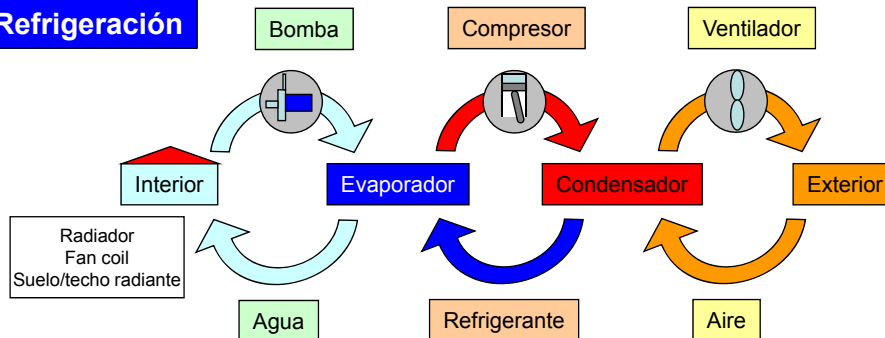 Refrigeración
Bomba
Compresor
Ventilador
Interior
Evaporador
Condensador
Exterior
Radiador
Fan coil
Suelo/techo radiante
Agua
Refrigerante
Aire